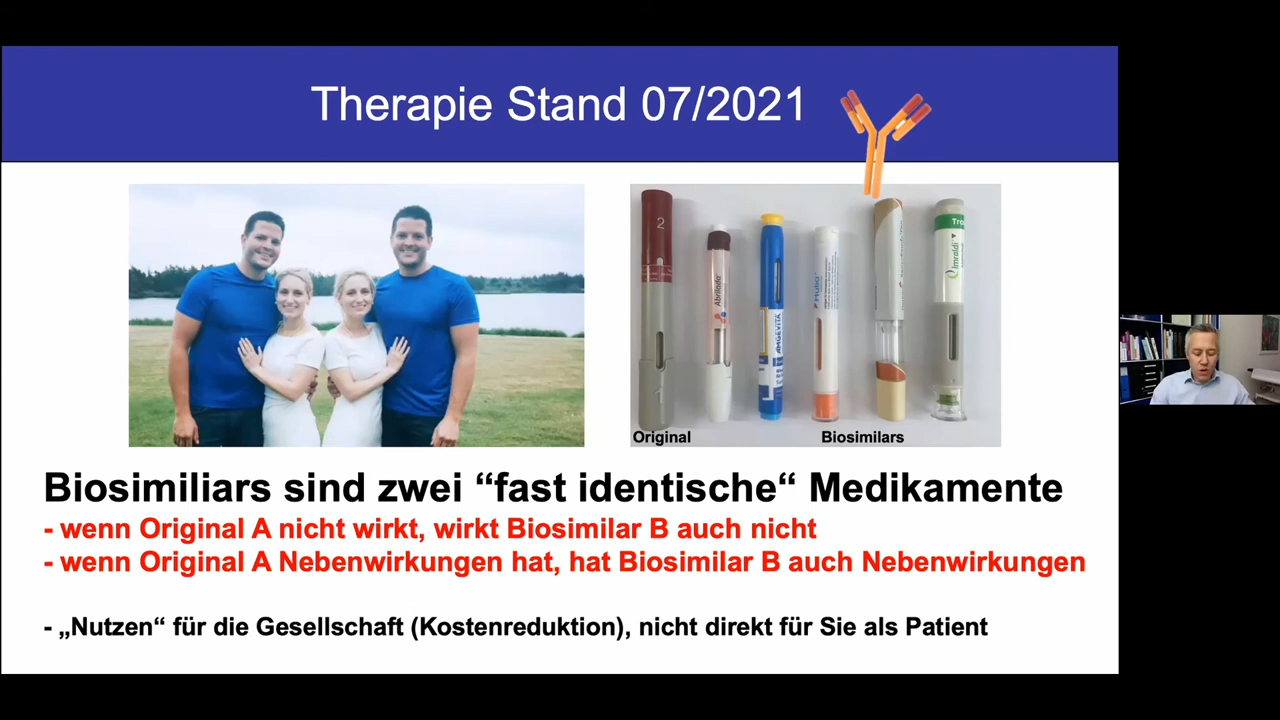 Therapie Stand 07/2021
2
1
Abrilada
AMGEVITA
Hulio
Imraldi
Original
Biosimilars
Biosimiliars sind zwei “fast identische“ Medikamente
- wenn Original A nicht wirkt, wirkt Biosimilar B auch nicht
- wenn Original A Nebenwirkungen hat, hat Biosimilar B auch Nebenwirkungen
- „Nutzen“ für die Gesellschaft (Kostenreduktion), nicht direkt für Sie als Patient